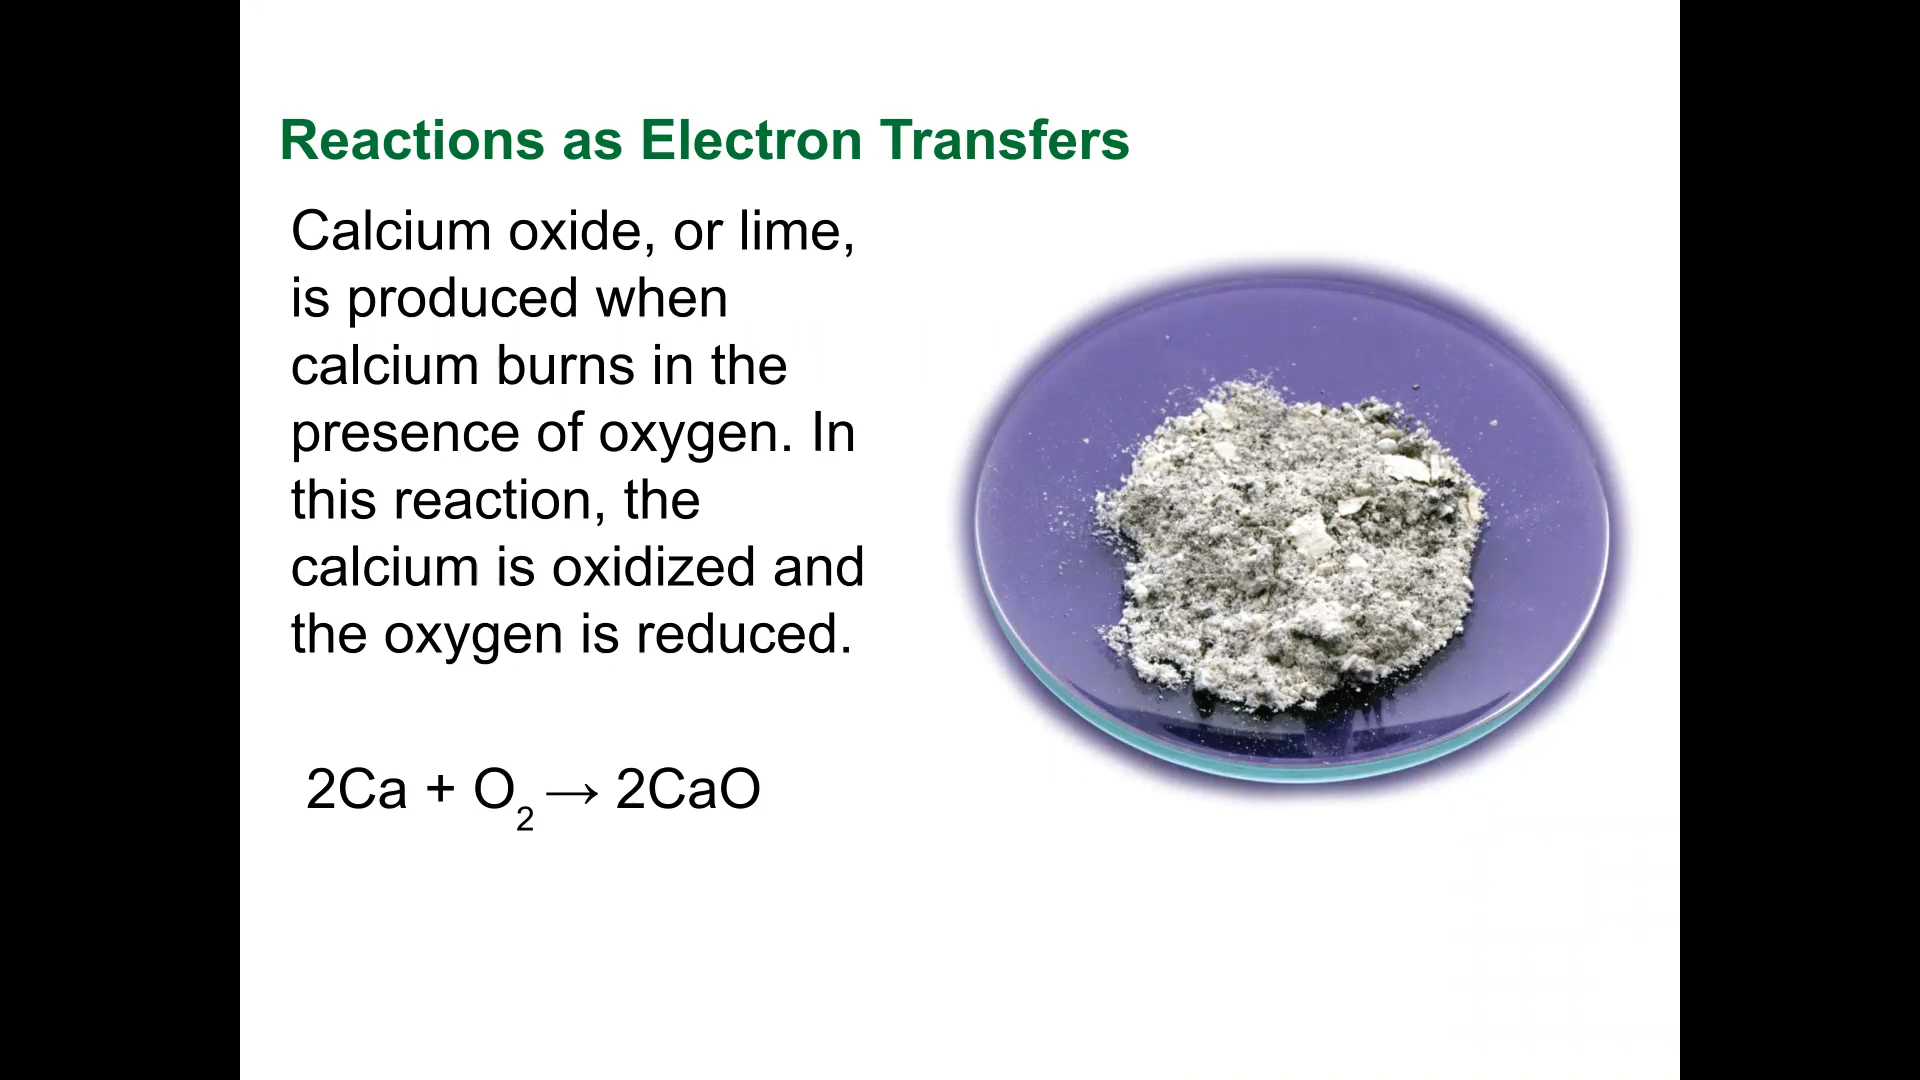 Reactions as Electron Transfers
Calcium oxide, or lime,
is produced when
calcium burns in the
presence of oxygen. In
this reaction, the
calcium is oxidized and
the oxygen is reduced.
2Ca + O₂ → 2CaO